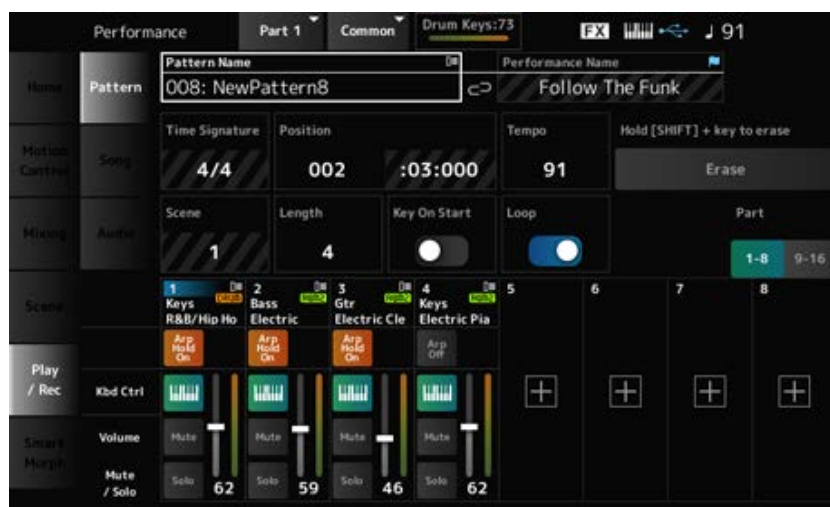 Performance
Part 1
Common
Drum Keys:73
FX
♩ 91
Home
Pattern
Pattern Name
008: NewPattern8
Performance Name
Follow The Funk
Motion
Control
Song
Time Signature
4/4
Position
002 :03:000
Tempo
91
Hold [SHIFT] + key to erase
Erase
Mixing
Audio
Scene
1
Length
4
Key On Start
Loop
Part
1-8 9-16
Scene
1 2 3 4 5 6 7 8
Keys Drum Bass AWM2 Gtr AWM2 Keys AWM2
R&B/Hip Ho Electric Electric Cle Electric Pia
Arp
Hold
On
Arp
Hold
On
Arp
Hold
On
Arp
Off
Play
/ Rec
Kbd Ctrl
Smart
Morph
Volume
Mute Mute Mute Mute
Mute
/ Solo
Solo 62 Solo 59 Solo 46 Solo 62